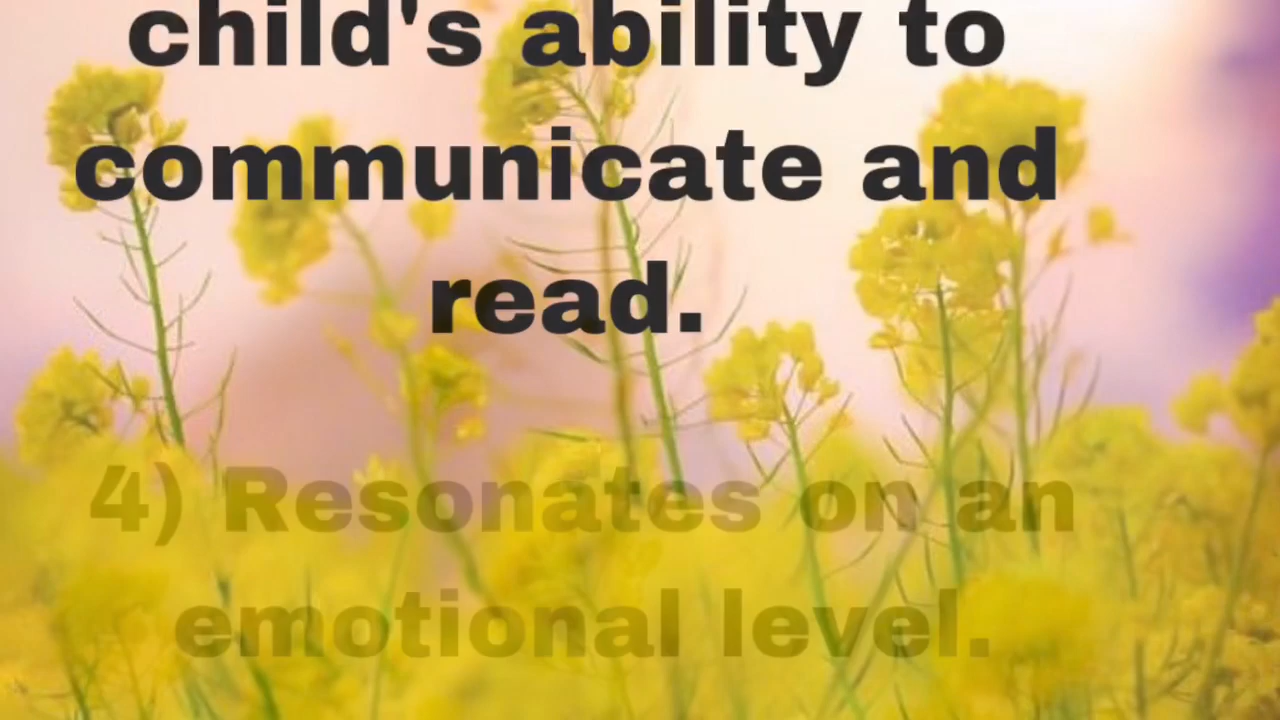 child's ability to
communicate and
read.
4) Resonates on an
emotional level.